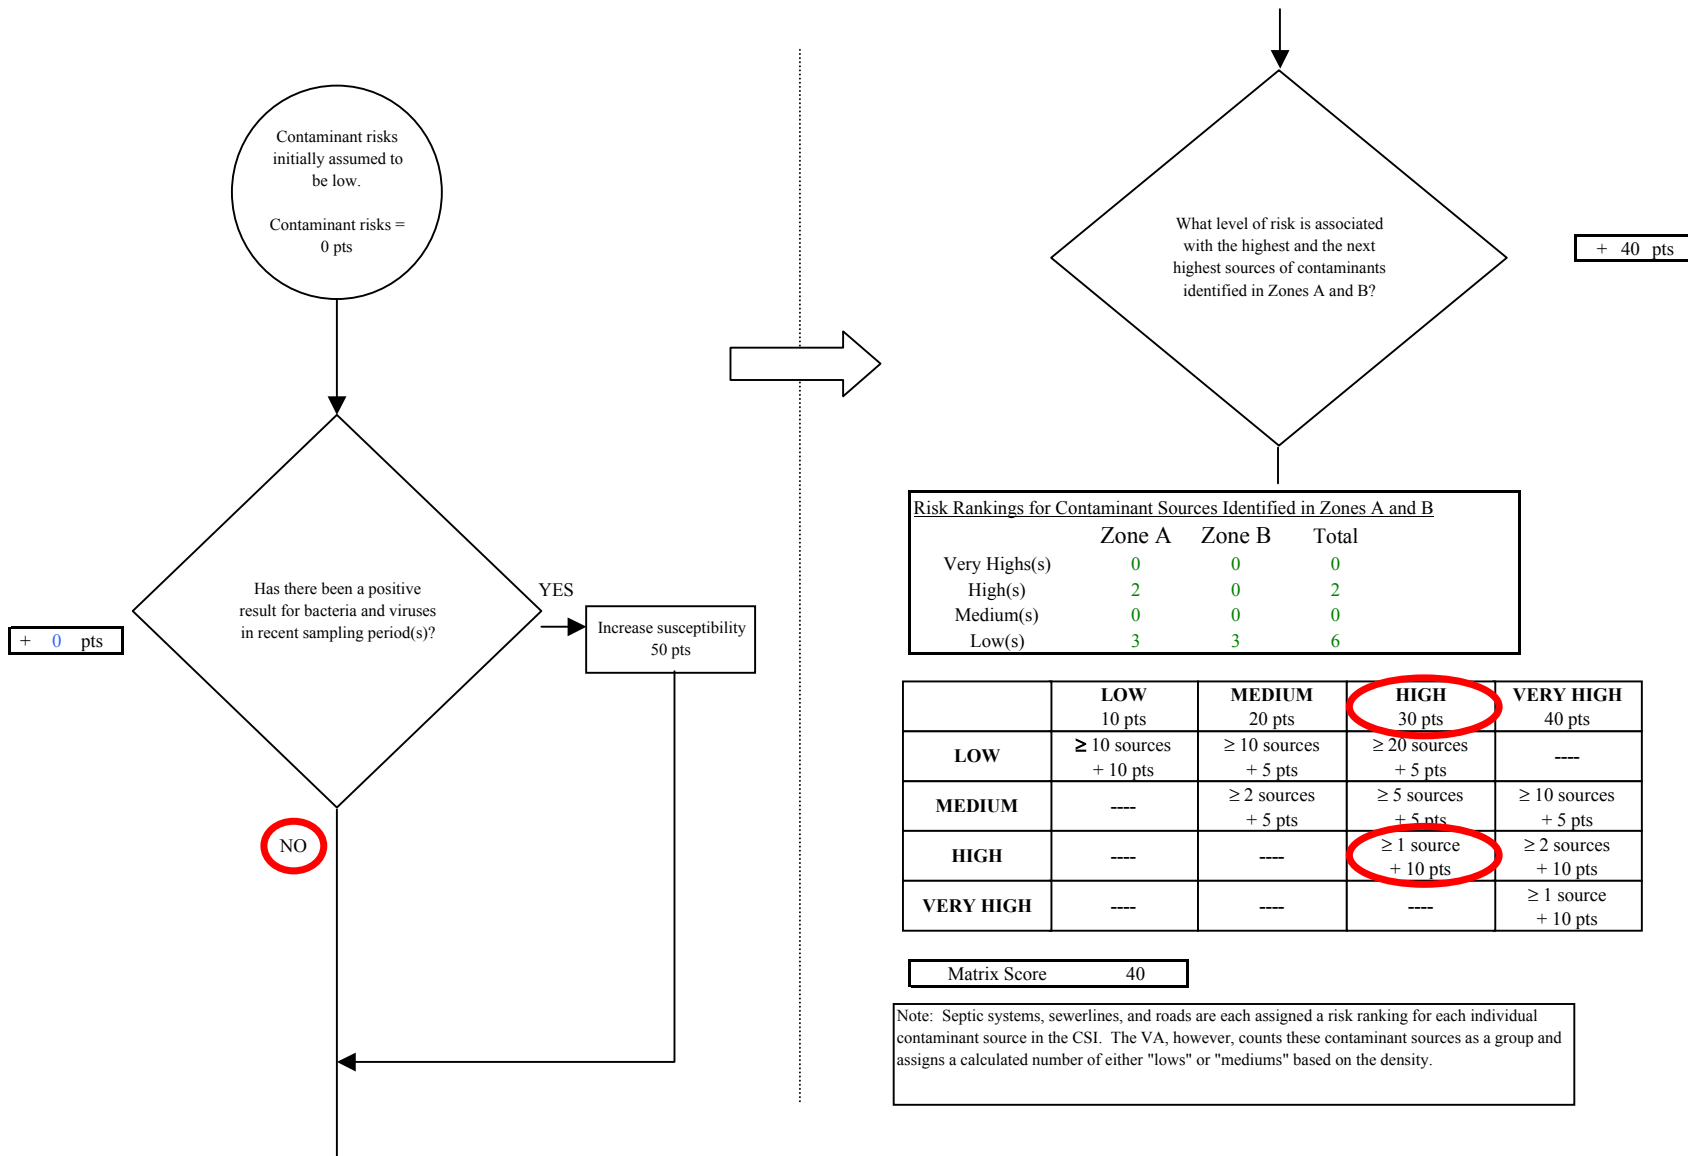 Contaminant risks
initially assumed to
be low.
Contaminant risks =
0 pts
Has there been a positive
result for bacteria and viruses
in recent sampling period(s)?
YES
+ 0 pts
Increase susceptibility
50 pts
NO
What level of risk is associated
with the highest and the next
highest sources of contaminants
identified in Zones A and B?
+ 40 pts
Risk Rankings for Contaminant Sources Identified in Zones A and B
Zone A Zone B Total
Very Highs(s) 0 0 0
High(s) 2 0 2
Medium(s) 0 0 0
Low(s) 3 3 6
LOW MEDIUM HIGH VERY HIGH
10 pts 20 pts 30 pts 40 pts
LOW ≥ 10 sources + 10 pts ≥ 10 sources + 5 pts ≥ 20 sources + 5 pts ----
MEDIUM ---- ≥ 2 sources + 5 pts ≥ 5 sources + 5 pts ≥ 10 sources + 5 pts
HIGH ---- ---- ≥ 1 source + 10 pts ≥ 2 sources + 10 pts
VERY HIGH ---- ---- ---- ≥ 1 source + 10 pts
Matrix Score 40
Note: Septic systems, sewerlines, and roads are each assigned a risk ranking for each individual
contaminant source in the CSI. The VA, however, counts these contaminant sources as a group and
assigns a calculated number of either "lows" or "mediums" based on the density.